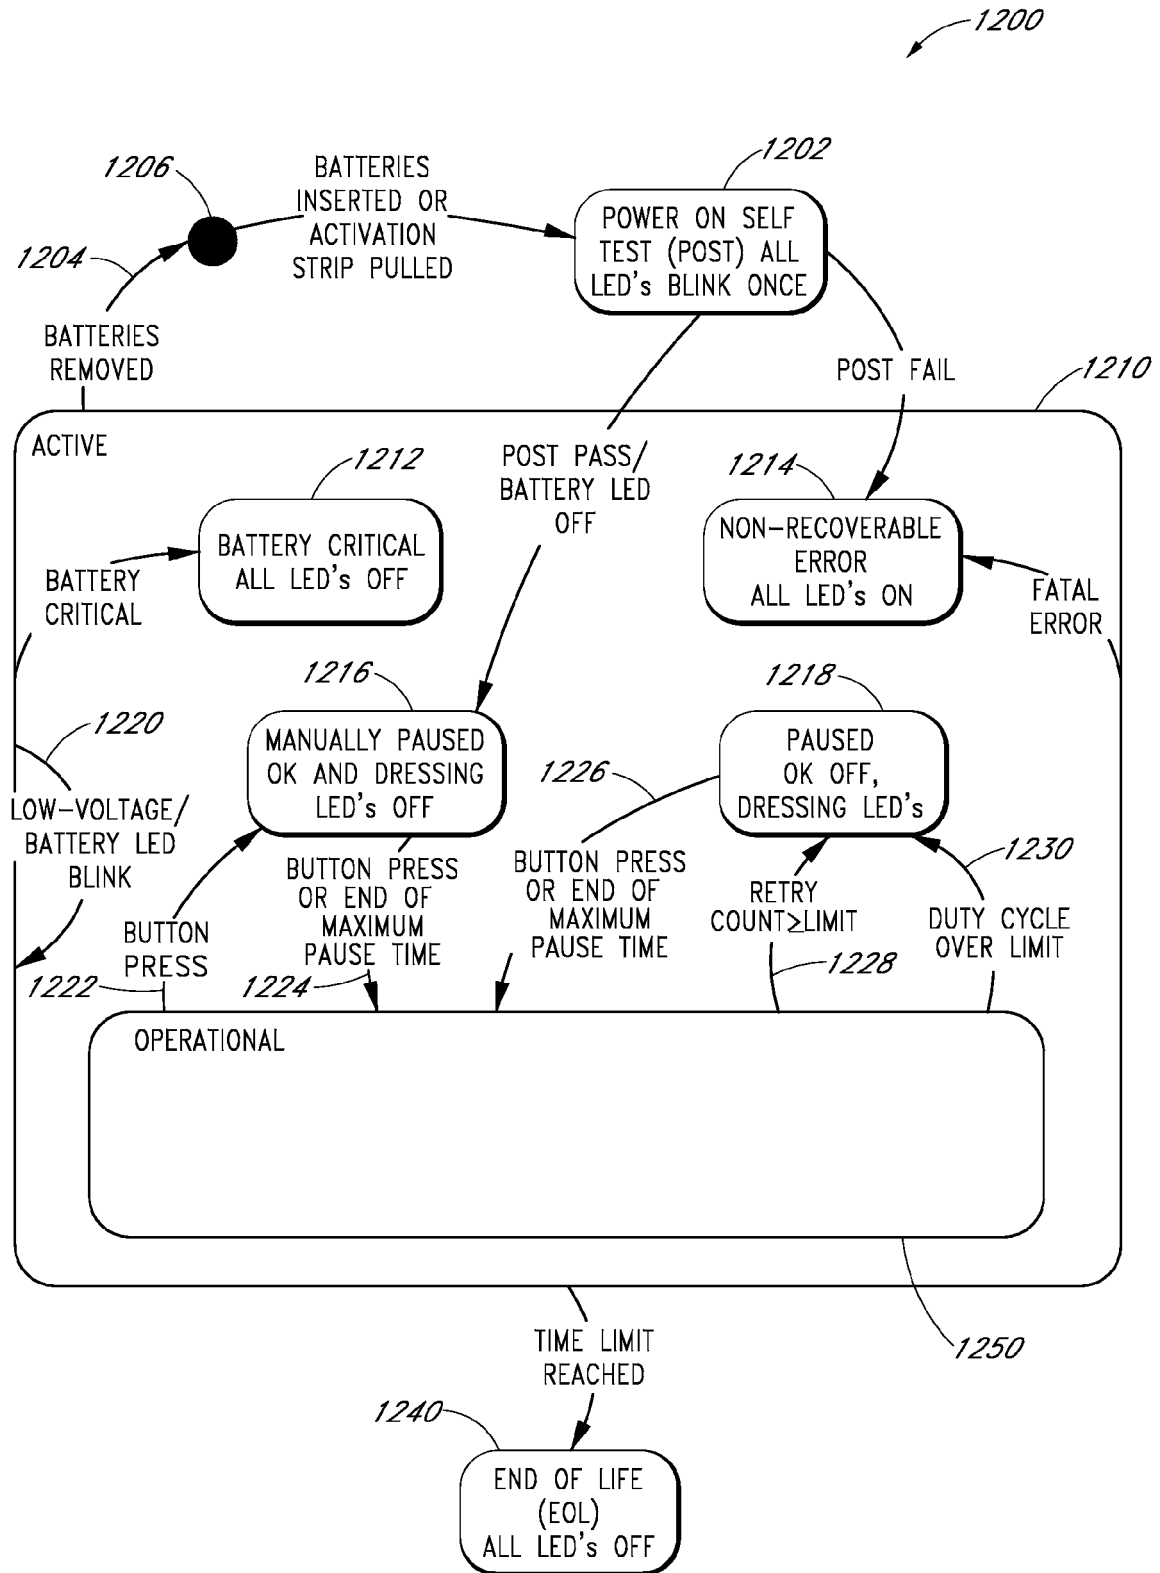 1200
1206
BATTERIES
INSERTED OR
ACTIVATION
STRIP PULLED
1202
POWER ON SELF
TEST (POST) ALL
LED's BLINK ONCE
1204
BATTERIES
REMOVED
POST FAIL
1210
ACTIVE
1212
POST PASS/
BATTERY LED
OFF
1214
BATTERY CRITICAL
ALL LED's OFF
NON-RECOVERABLE
ERROR
ALL LED's ON
BATTERY
CRITICAL
FATAL
ERROR
1216
1218
1220
MANUALLY PAUSED
OK AND DRESSING
LED's OFF
1226
PAUSED
OK OFF,
DRESSING LED's
LOW-VOLTAGE/
BATTERY LED
BLINK
BUTTON PRESS
OR END OF
MAXIMUM
PAUSE TIME
BUTTON PRESS
OR END OF
MAXIMUM
PAUSE TIME
RETRY
COUNT≥LIMIT
1230
DUTY CYCLE
OVER LIMIT
BUTTON
PRESS
1222
1224
1228
OPERATIONAL
TIME LIMIT
REACHED
1250
1240
END OF LIFE
(EOL)
ALL LED's OFF